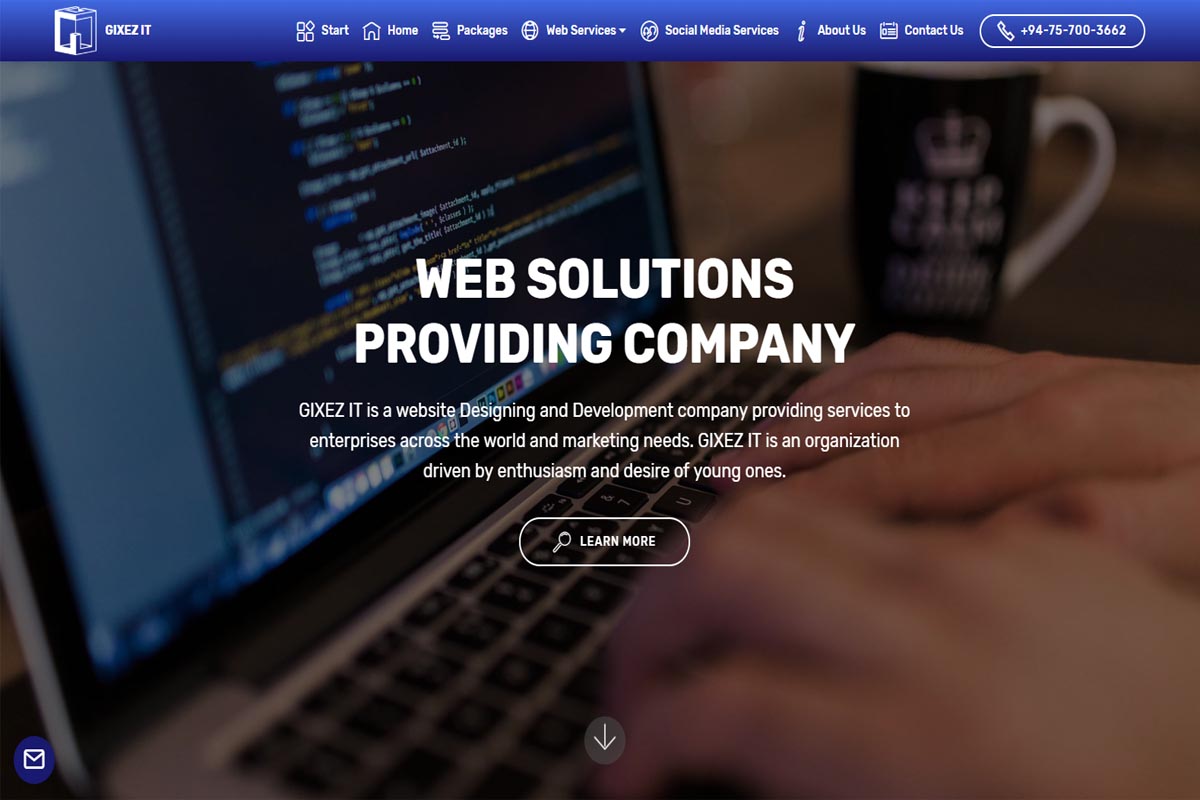 GIXEZ IT
Start
Home
Packages
Web Services
Social Media Services
About Us
Contact Us
+94-75-700-3662
KEEP
CALM
WEB SOLUTIONS
PROVIDING COMPANY
GIXEZ IT is a website Designing and Development company providing services to
enterprises across the world and marketing needs. GIXEZ IT is an organization
driven by enthusiasm and desire of young ones.
LEARN MORE